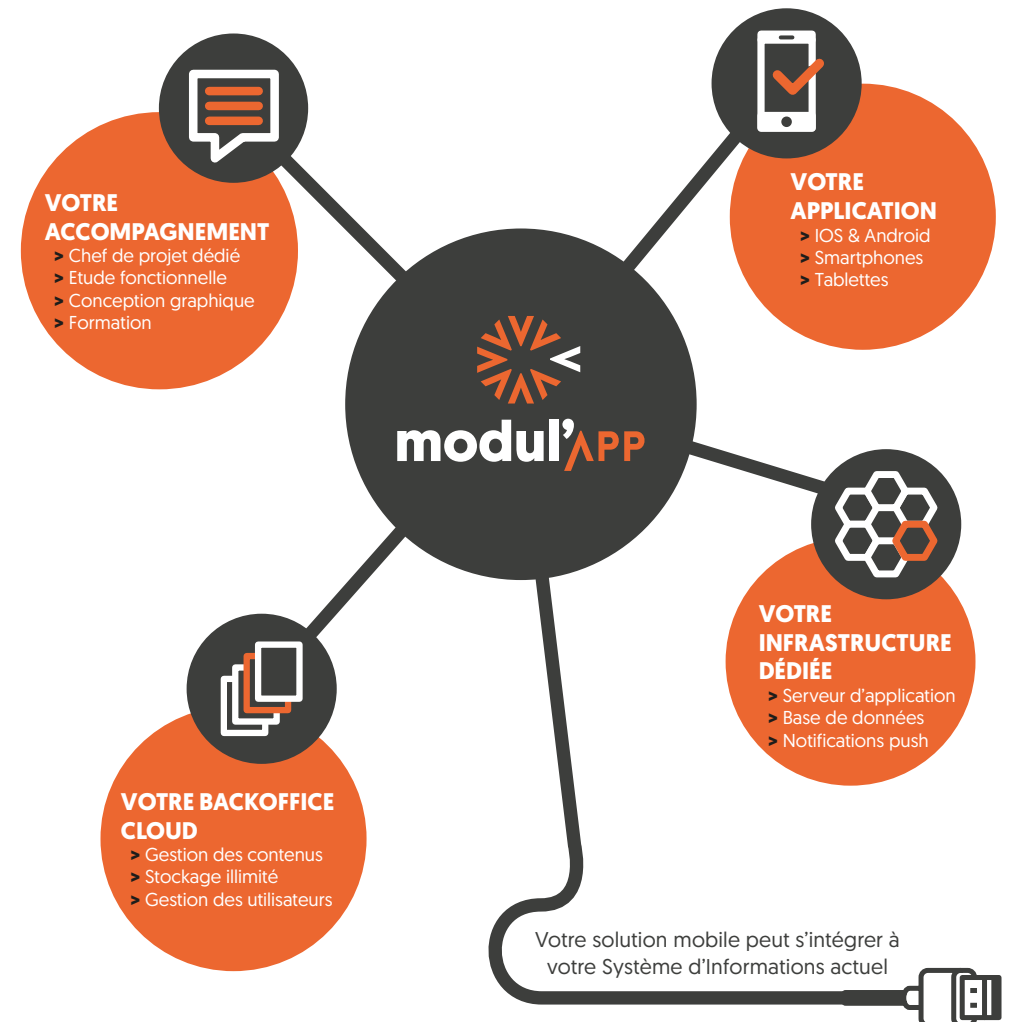 VOTRE
ACCOMPAGNEMENT
> Chef de projet dédié
> Etude fonctionnelle
> Conception graphique
> Formation
VOTRE
APPLICATION
> IOS & Android
> Smartphones
> Tablettes
modul'APP
VOTRE
INFRASTRUCTURE
DÉDIÉE
> Serveur d'application
> Base de données
> Notifications push
VOTRE BACKOFFICE
CLOUD
> Gestion des contenus
> Stockage illimité
> Gestion des utilisateurs
Votre solution mobile peut s'intégrer à
votre Système d'Informations actuel